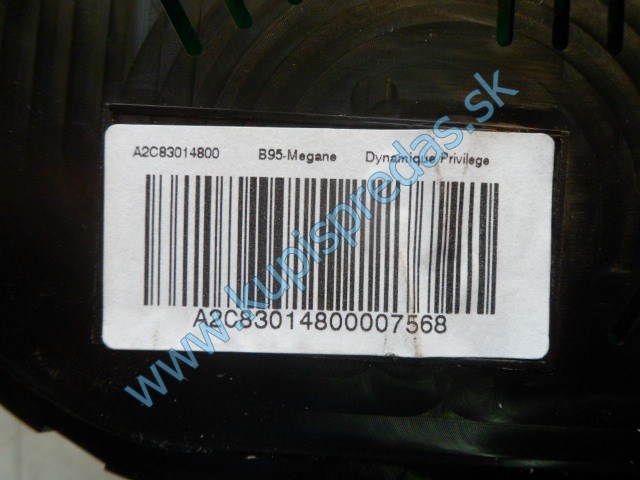 A2C83014800 B95-Megane Dynamique/Privilege
A2C83014800007568
www.kupispredas.sk